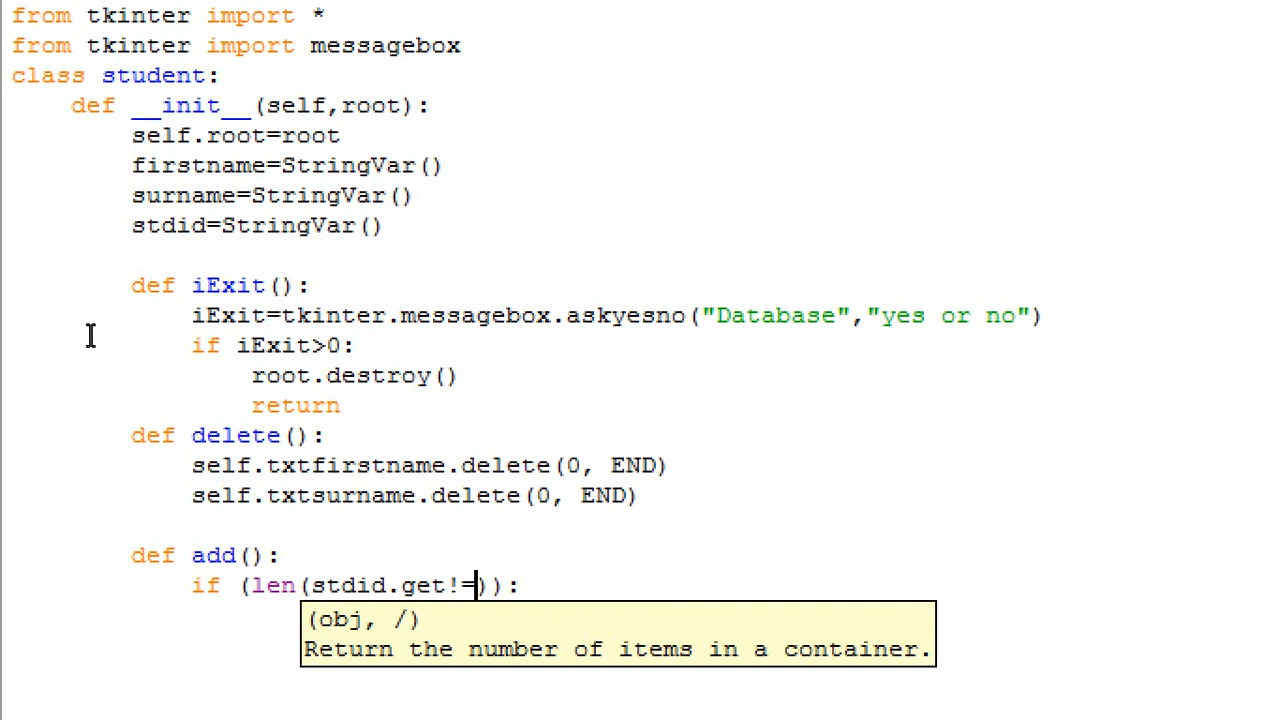 from tkinter import *
from tkinter import messagebox
class student:
    def __init__(self,root):
        self.root=root
        firstname=StringVar()
        surname=StringVar()
        stdid=StringVar()

        def iExit():
            iExit=tkinter.messagebox.askyesno("Database","yes or no")
            if iExit>0:
                root.destroy()
                return
        def delete():
            self.txtfirstname.delete(0, END)
            self.txtsurname.delete(0, END)

        def add():
            if (len(stdid.get!=)):
(obj, /)
Return the number of items in a container.